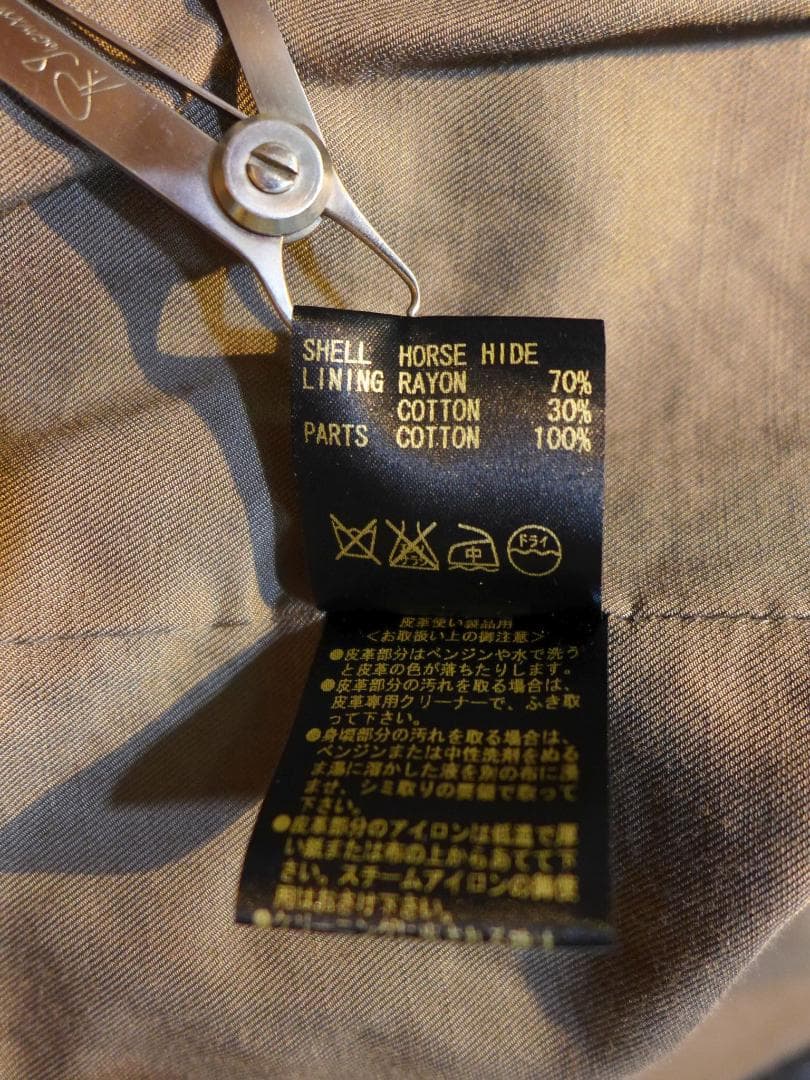 SHELL HORSE HIDE
LINING RAYON 70%
COTTON 30%
PARTS COTTON 100%
ドライ
皮革使い製品用
<お取扱い上の御注意>
●皮革部分はベンジンや水で洗う
と皮革の色が落ちたりします。
●皮革部分の汚れを取る場合は、
皮革専用クリーナーで、ふき取
って下さい。
●身頃部分の汚れを取る場合は、
ベンジンまたは中性洗剤をぬる
ま湯に溶かした液を別の布に湿
ませ、シミ取りの要領で取って
下さい。
●皮革部分のアイロンは低温で厚
い紙または布の上からあてて下
さい。スチームアイロンの御使
用はおさけ下さい。